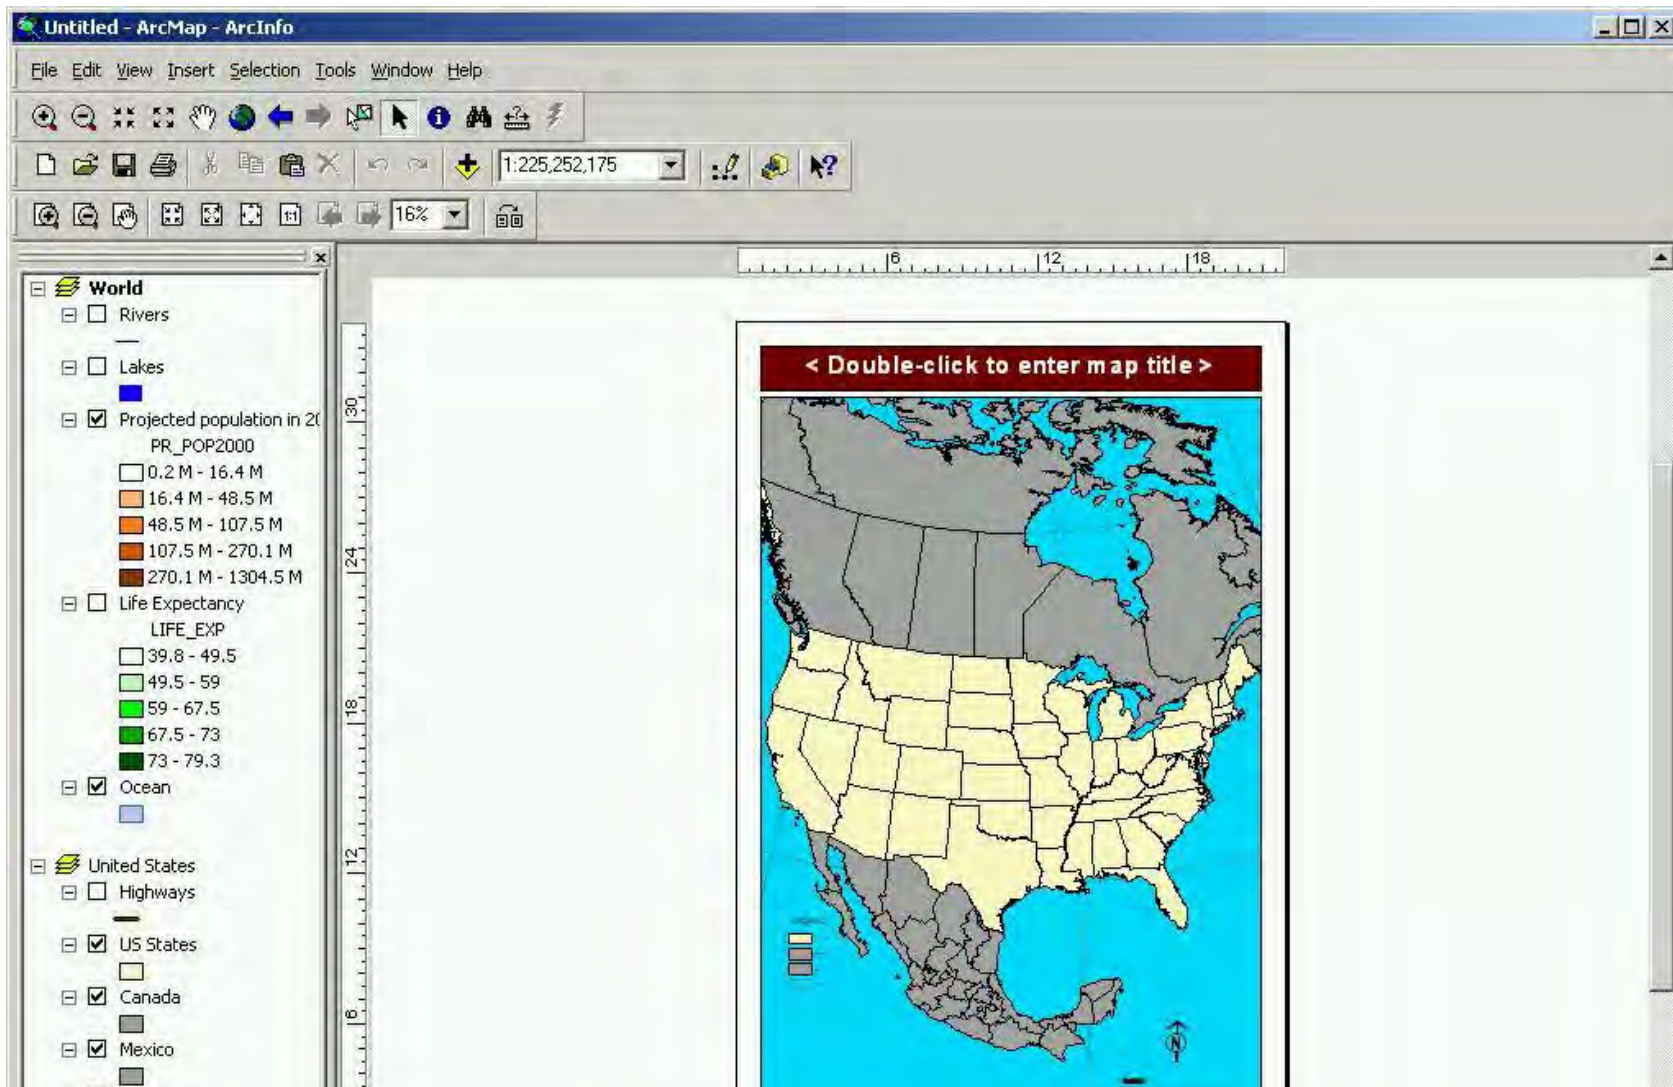 Untitled - ArcMap - ArcInfo
File Edit View Insert Selection Tools Window Help
1:225,252,175
1:1
16%
World
Rivers
Lakes
Projected population in 20
PR_POP2000
0.2 M - 16.4 M
16.4 M - 48.5 M
48.5 M - 107.5 M
107.5 M - 270.1 M
270.1 M - 1304.5 M
Life Expectancy
LIFE_EXP
39.8 - 49.5
49.5 - 59
59 - 67.5
67.5 - 73
73 - 79.3
Ocean
United States
Highways
US States
Canada
Mexico
6 12 18
30
24
18
12
6
< Double-click to enter map title >
N